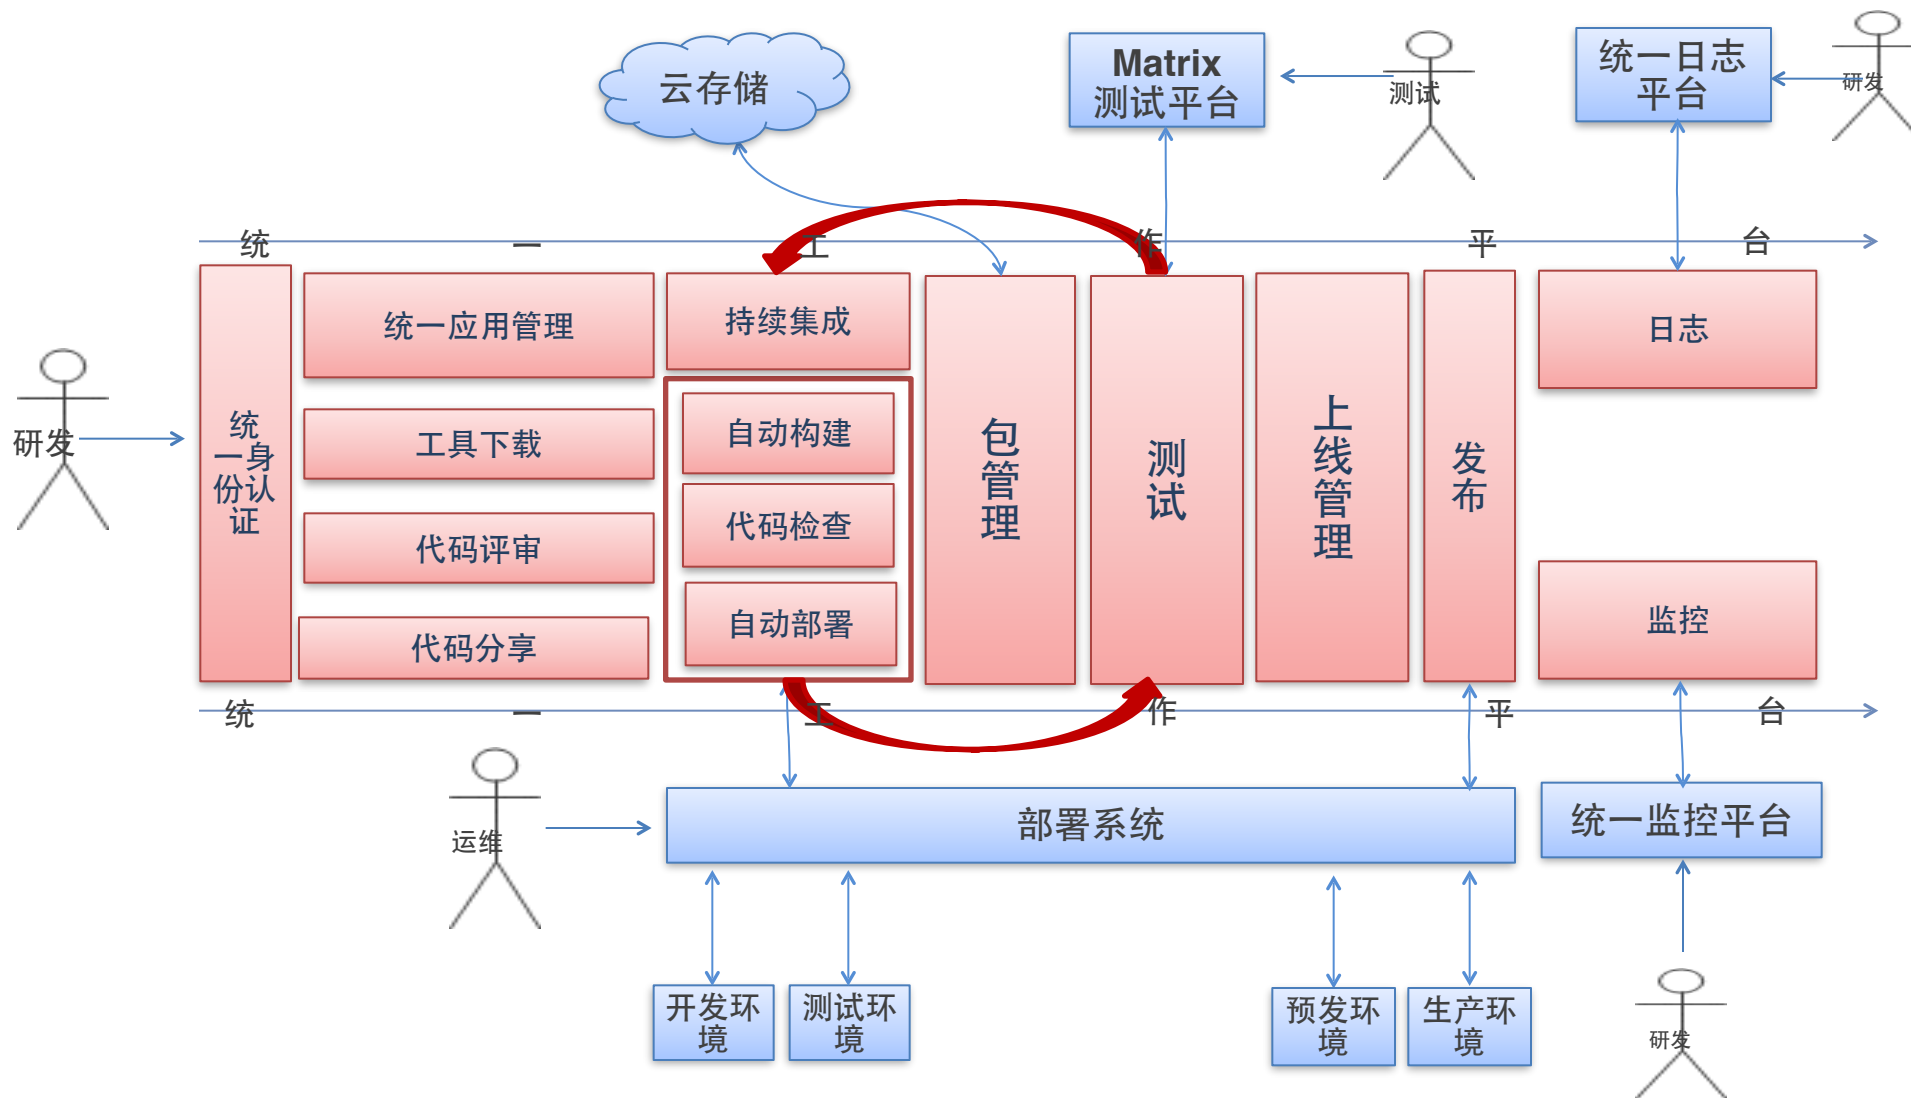 云存储
Matrix
测试平台
测试
统一日志
平台
研发
统 一 工 作 平 台
研发
统
一身
份认
证
统一应用管理
工具下载
代码评审
代码分享
持续集成
自动构建
代码检查
自动部署
包
管
理
测
试
上
线
管
理
发
布
日志
监控
统 一 工 作 平 台
运维
部署系统
统一监控平台
开发环
境
测试环
境
预发环
境
生产环
境
研发